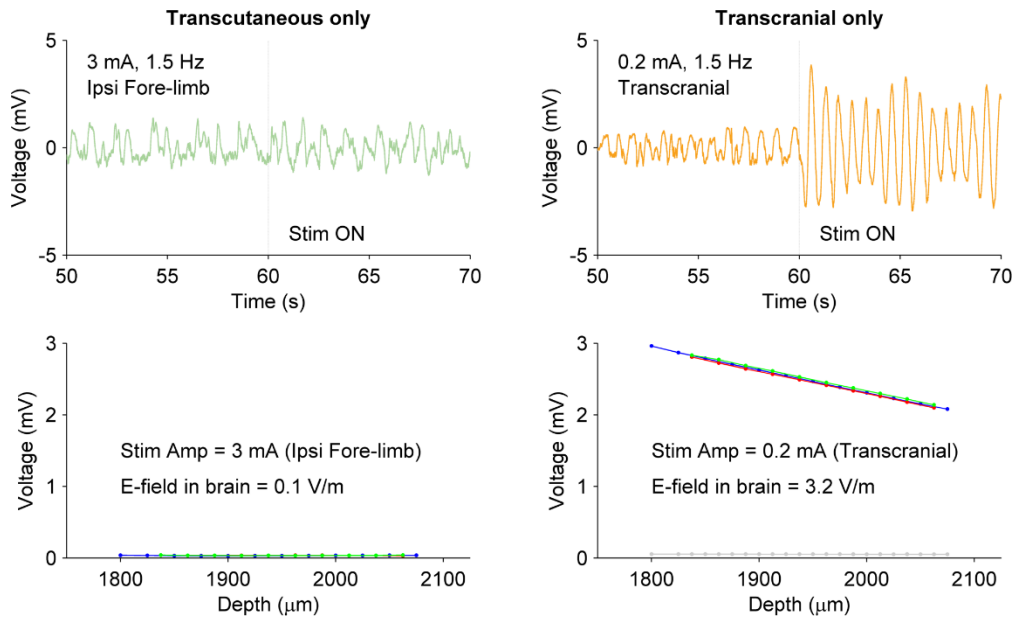 Transcutaneous only
5
0
-5
Voltage (mV)
3 mA, 1.5 Hz
Ipsi Fore-limb
Stim ON
50 55 60 65 70
Time (s)
Transcranial only
5
0
-5
Voltage (mV)
0.2 mA, 1.5 Hz
Transcranial
Stim ON
50 55 60 65 70
Time (s)
3
2
1
0
Voltage (mV)
Stim Amp = 3 mA (Ipsi Fore-limb)
E-field in brain = 0.1 V/m
1800 1900 2000 2100
Depth (μm)
3
2
1
0
Voltage (mV)
Stim Amp = 0.2 mA (Transcranial)
E-field in brain = 3.2 V/m
1800 1900 2000 2100
Depth (μm)